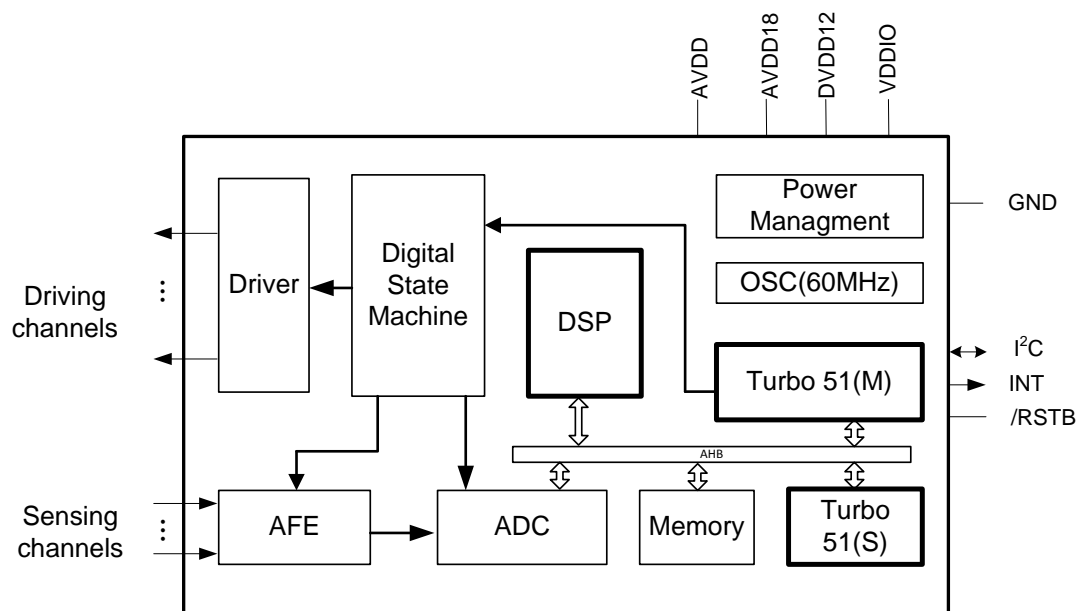 AVDD
AVDD18
DVDD12
VDDIO
Power
Managment
GND
Digital
State
Machine
Driver
OSC(60MHz)
DSP
Driving
channels
I²C
Turbo 51(M)
INT
/RSTB
AHB
Sensing
channels
AFE
ADC
Memory
Turbo
51(S)